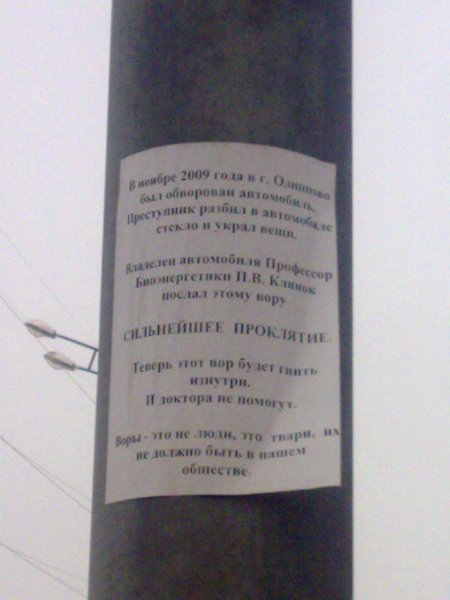 В ноябре 2009 года в г. Одинцово
был обворован автомобиль.
Преступник разбил в автомобиле
стекло и украл вещи.
Владелец автомобиля Профессор
Биоэнергетики П.В. Клинок
послал этому вору
СИЛЬНЕЙШЕЕ ПРОКЛЯТИЕ.
Теперь этот вор будет гнить
изнутри.
И доктора не помогут.
Воры - это не люди, это твари, их
не должно быть в нашем
обществе.